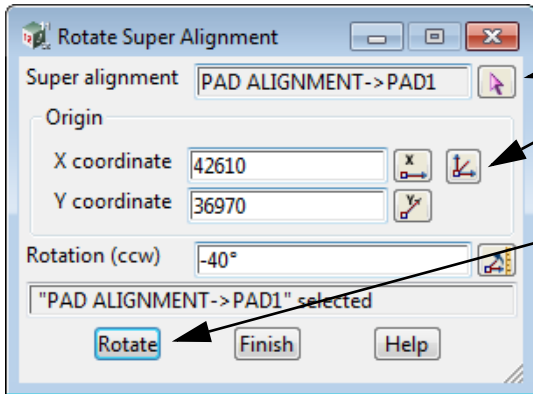 Rotate Super Alignment
Super alignment PAD ALIGNMENT->PAD1
Origin
X coordinate 42610 X
Y coordinate 36970 Y
Rotation (ccw) -40°
"PAD ALIGNMENT->PAD1" selected
Rotate Finish Help